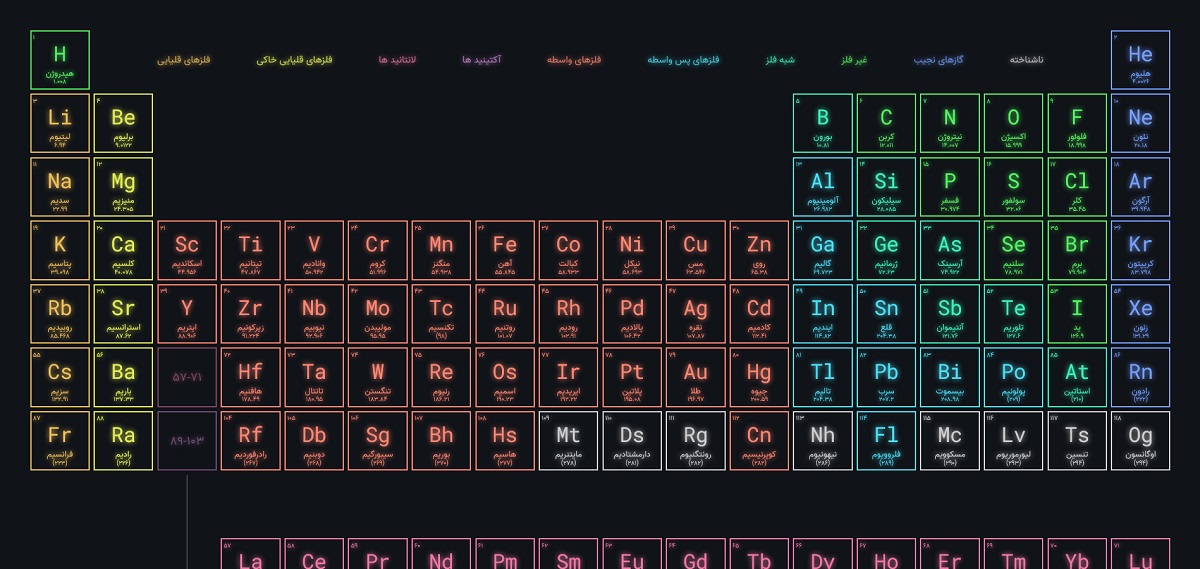 فلزهای قلیایی
فلزهای قلیایی خاکی
لانتانید ها
آکتینید ها
فلزهای واسطه
فلزهای پس واسطه
شبه فلز
غیر فلز
گازهای نجیب
ناشناخته
۱ H هیدروژن ۱.۰۰۸
۲ He هلیوم ۴.۰۰۲۶
۳ Li لیتیوم ۶.۹۴
۴ Be برلیوم ۹.۰۱۲۲
۵ B بورون ۱۰.۸۱
۶ C کربن ۱۲.۰۱۱
۷ N نیتروژن ۱۴.۰۰۷
۸ O اکسیژن ۱۵.۹۹۹
۹ F فلولور ۱۸.۹۹۸
۱۰ Ne نئون ۲۰.۱۸
۱۱ Na سدیم ۲۲.۹۹
۱۲ Mg منیزیم ۲۴.۳۰۵
۱۳ Al آلومینیوم ۲۶.۹۸۲
۱۴ Si سیلیکون ۲۸.۰۸۵
۱۵ P فسفر ۳۰.۹۷۴
۱۶ S سولفور ۳۲.۰۶
۱۷ Cl کلر ۳۵.۴۵
۱۸ Ar آرگون ۳۹.۹۴۸
۱۹ K پتاسیم ۳۹.۰۹۸
۲۰ Ca کلسیم ۴۰.۰۷۸
۲۱ Sc اسکاندیم ۴۴.۹۵۶
۲۲ Ti تیتانیم ۴۷.۸۶۷
۲۳ V وانادیم ۵۰.۹۴۲
۲۴ Cr کروم ۵۱.۹۹۶
۲۵ Mn منگنز ۵۴.۹۳۸
۲۶ Fe آهن ۵۵.۸۴۵
۲۷ Co کبالت ۵۸.۹۳۳
۲۸ Ni نیکل ۵۸.۶۹۳
۲۹ Cu مس ۶۳.۵۴۶
۳۰ Zn روی ۶۵.۳۸
۳۱ Ga گالیم ۶۹.۷۲۳
۳۲ Ge ژرمانیم ۷۲.۶۳
۳۳ As آرسینک ۷۴.۹۲۲
۳۴ Se سلنیم ۷۸.۹۷۱
۳۵ Br برم ۷۹.۹۰۴
۳۶ Kr کریپتون ۸۳.۷۹۸
۳۷ Rb روبیدیم ۸۵.۴۶۸
۳۸ Sr استرانسیم ۸۷.۶۲
۳۹ Y ایتریم ۸۸.۹۰۶
۴۰ Zr زیرکونیم ۹۱.۲۲۴
۴۱ Nb نیوبیم ۹۲.۹۰۶
۴۲ Mo مولیبدن ۹۵.۹۵
۴۳ Tc تکنسیم (۹۸)
۴۴ Ru روتنیم ۱۰۱.۰۷
۴۵ Rh رودیم ۱۰۲.۹۱
۴۶ Pd پالادیم ۱۰۶.۴۲
۴۷ Ag نقره ۱۰۷.۸۷
۴۸ Cd کادمیم ۱۱۲.۴۱
۴۹ In ایندیم ۱۱۴.۸۲
۵۰ Sn قلع ۲۰۴.۳۸
۵۱ Sb آنتیموان ۱۲۱.۷۶
۵۲ Te تلوریم ۱۲۷.۶
۵۳ I ید ۱۲۶.۹
۵۴ Xe زنون ۱۳۱.۲۹
۵۵ Cs سزیم ۱۳۲.۹۱
۵۶ Ba باریم ۱۳۷.۳۳
۵۷-۷۱
۷۲ Hf هافنیم ۱۷۸.۴۹
۷۳ Ta تانتال ۱۸۰.۹۵
۷۴ W تنگستن ۱۸۳.۸۴
۷۵ Re رنیوم ۱۸۶.۲۱
۷۶ Os اسمیم ۱۹۰.۲۳
۷۷ Ir ایریدیم ۱۹۲.۲۲
۷۸ Pt پلاتین ۱۹۵.۰۸
۷۹ Au طلا ۱۹۶.۹۷
۸۰ Hg جیوه ۲۰۰.۵۹
۸۱ Tl تالیم ۲۰۴.۳۸
۸۲ Pb سرب ۲۰۷.۲
۸۳ Bi بیسموت ۲۰۸.۹۸
۸۴ Po پولونیم (۲۰۹)
۸۵ At استاتین (۲۱۰)
۸۶ Rn رادون (۲۲۲)
۸۷ Fr فرانسیم (۲۲۳)
۸۸ Ra رادیم (۲۲۶)
۸۹-۱۰۳
۱۰۴ Rf رادرفوردیم (۲۶۷)
۱۰۵ Db دابنیوم (۲۶۸)
۱۰۶ Sg سیبورگیم (۲۶۹)
۱۰۷ Bh بوریم (۲۷۰)
۱۰۸ Hs هاسیم (۲۷۷)
۱۰۹ Mt مایتنریم (۲۷۸)
۱۱۰ Ds دارمشتادیم (۲۸۱)
۱۱۱ Rg رونتگنیوم (۲۸۲)
۱۱۲ Cn کوپرنیسیم (۲۸۲)
۱۱۳ Nh نیهونیوم (۲۸۶)
۱۱۴ Fl فلروویوم (۲۸۹)
۱۱۵ Mc مسکوویم (۲۹۰)
۱۱۶ Lv لیورموریوم (۲۹۳)
۱۱۷ Ts تنسین (۲۹۴)
۱۱۸ Og اوگانسون (۲۹۴)
۵۷ La
۵۸ Ce
۵۹ Pr
۶۰ Nd
۶۱ Pm
۶۲ Sm
۶۳ Eu
۶۴ Gd
۶۵ Tb
۶۶ Dy
۶۷ Ho
۶۸ Er
۶۹ Tm
۷۰ Yb
۷۱ Lu